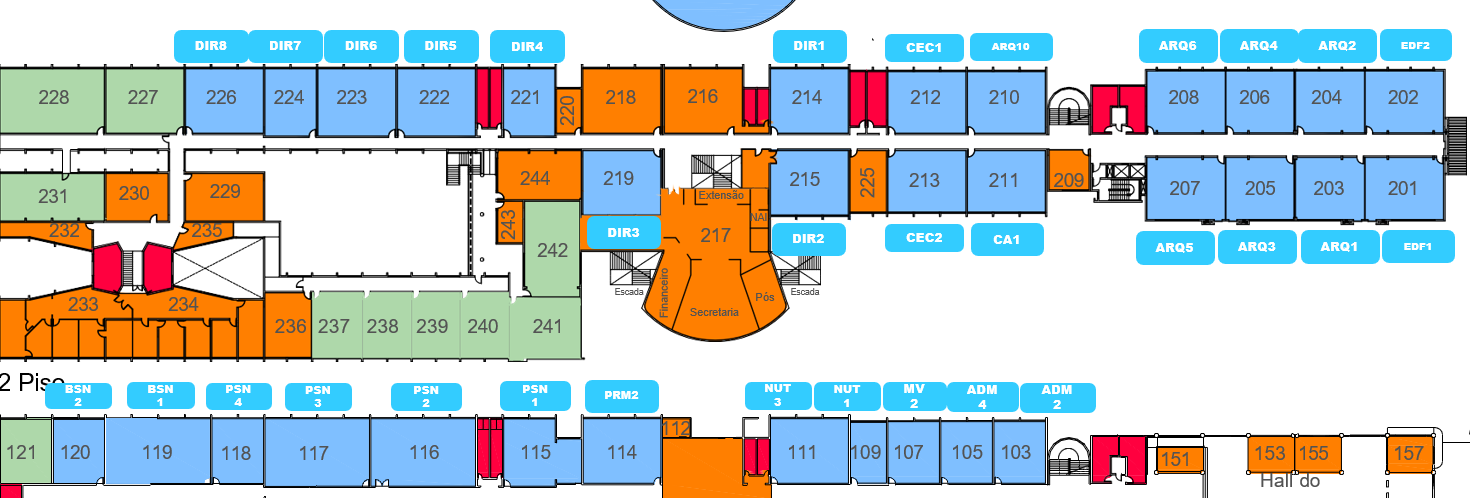 DIR8 DIR7 DIR6 DIR5 DIR4 DIR1 CEC1 ARQ10 ARQ6 ARQ4 ARQ2 EDF2
228 227 226 224 223 222 221 220 218 216 214 212 210 208 206 204 202
231 230 229 244 219 215 225 213 211 209 207 205 203 201
Extensão
NAI
232 235 243 242 DIR3 217 DIR2 CEC2 CA1 ARQ5 ARQ3 ARQ1 EDF1
Escada Financeiro Pós Escada
Secretaria
233 234
236 237 238 239 240 241
2 Piso
BSN
2
BSN
1
PSN
4
PSN
3
PSN
2
PSN
1
PRM2
NUT
3
NUT
1
MV
2
ADM
4
ADM
2
121 120 119 118 117 116 115 114 112 111 109 107 105 103 151 153 155 157
Hall do